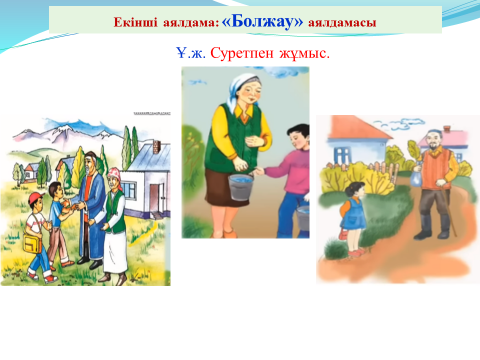 Екінші аялдама: «Болжау» аялдамасы
Ұ.ж. Суретпен жұмыс.